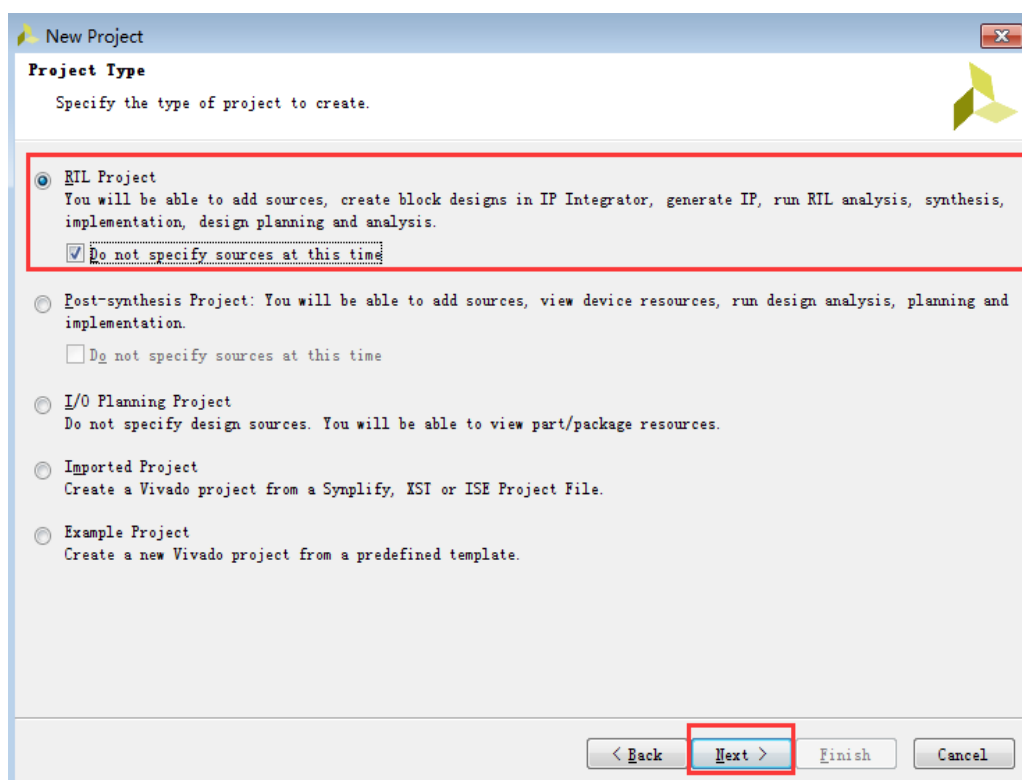 New Project
Project Type
Specify the type of project to create.
RTL Project
You will be able to add sources, create block designs in IP Integrator, generate IP, run RTL analysis, synthesis,
implementation, design planning and analysis.
Do not specify sources at this time
Post-synthesis Project: You will be able to add sources, view device resources, run design analysis, planning and
implementation.
Do not specify sources at this time
I/O Planning Project
Do not specify design sources. You will be able to view part/package resources.
Imported Project
Create a Vivado project from a Synplify, XST or ISE Project File.
Example Project
Create a new Vivado project from a predefined template.
< Back Next > Finish Cancel